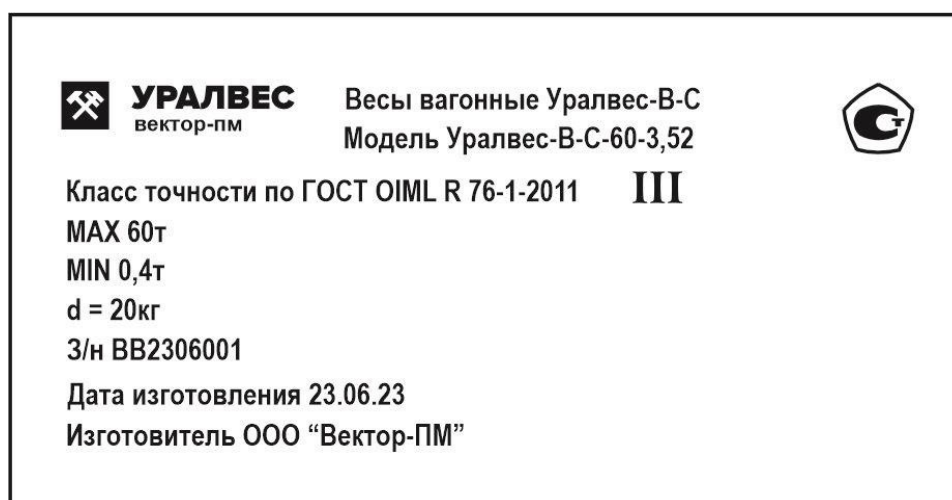 УРАЛВЕС
вектор-пм
Весы вагонные Уралвес-В-С
Модель Уралвес-В-С-60-3,52
Ст
Класс точности по ГОСТ OIML R 76-1-2011 III
MAX 60т
MIN 0,4т
d = 20кг
З/н ВВ2306001
Дата изготовления 23.06.23
Изготовитель ООО “Вектор-ПМ”